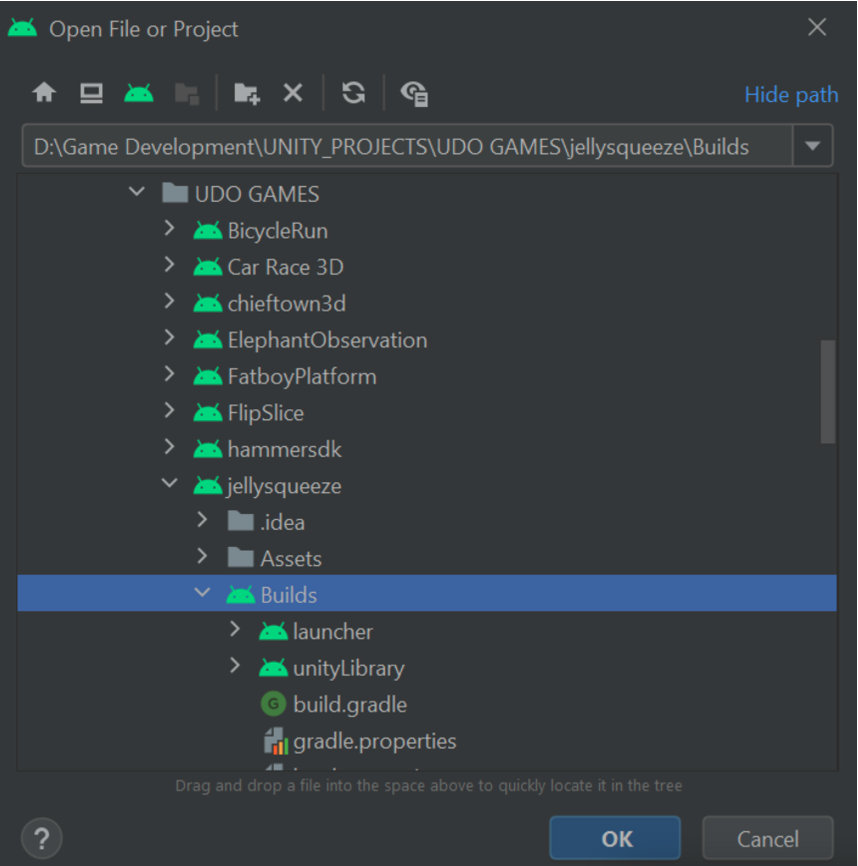 Open File or Project
Hide path
D:\Game Development\UNITY_PROJECTS\UDO GAMES\jellysqueeze\Builds
UDO GAMES
BicycleRun
Car Race 3D
chieftown3d
ElephantObservation
FatboyPlatform
FlipSlice
hammersdk
jellysqueeze
.idea
Assets
Builds
launcher
unityLibrary
G build.gradle
gradle.properties
Drag and drop a file into the space above to quickly locate it in the tree
? OK Cancel